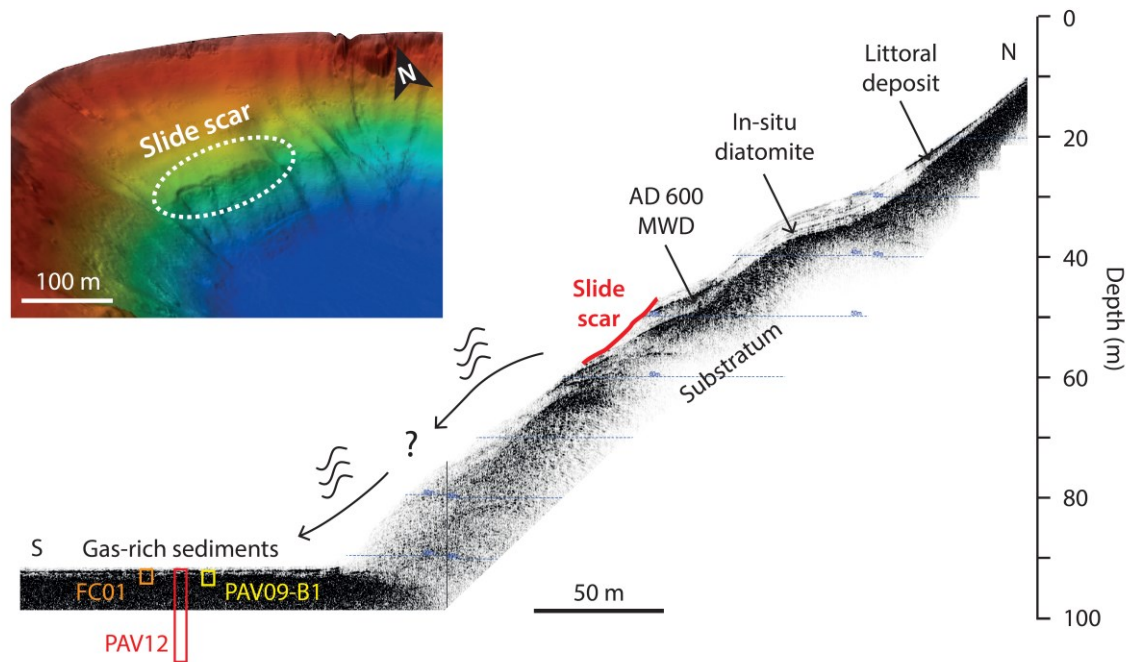 N
Slide scar
100 m
0
N
Littoral
deposit
20
In-situ
diatomite
AD 600
MWD
40
Depth (m)
Slide
scar
Substratum
60
?
80
S
Gas-rich sediments
FC01
PAV09-B1
50 m
100
PAV12